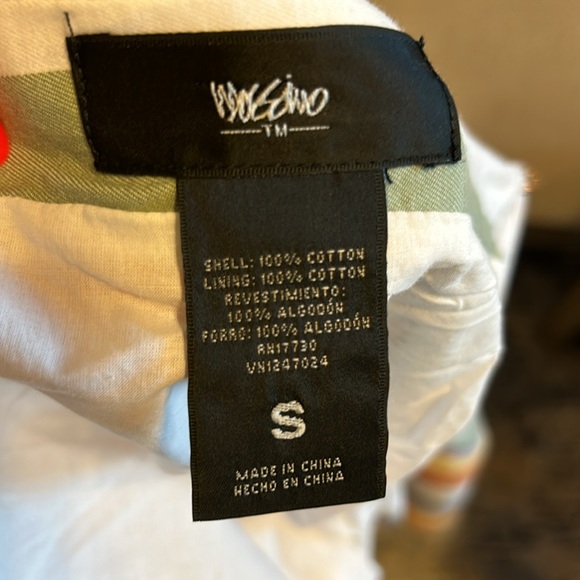 Mossimo
TM
SHELL: 100% COTTON
LINING: 100% COTTON
REVESTIMIENTO:
100% ALGODÓN
FORRO: 100% ALGODÓN
RN17730
VN1247024
S
MADE IN CHINA
HECHO EN CHINA